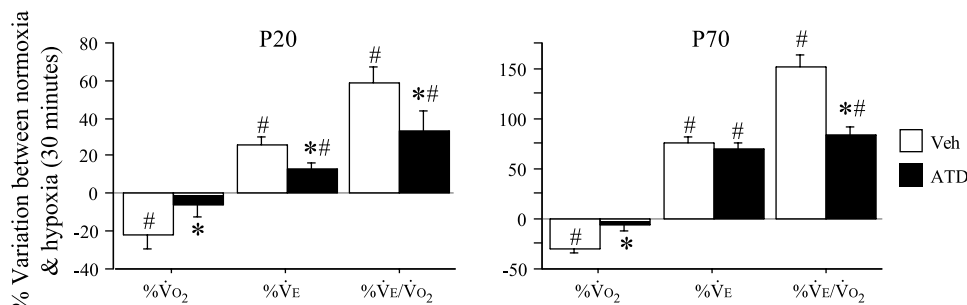 % Variation between normoxia
& hypoxia (30 minutes)
P20
80
60
40
20
0
-20
-40
#
*
#
*#
#
*#
%V̇O₂
%V̇E
%V̇E/V̇O₂
P70
150
100
50
0
-50
#
*
#
#
#
*#
%V̇O₂
%V̇E
%V̇E/V̇O₂
Veh
ATD